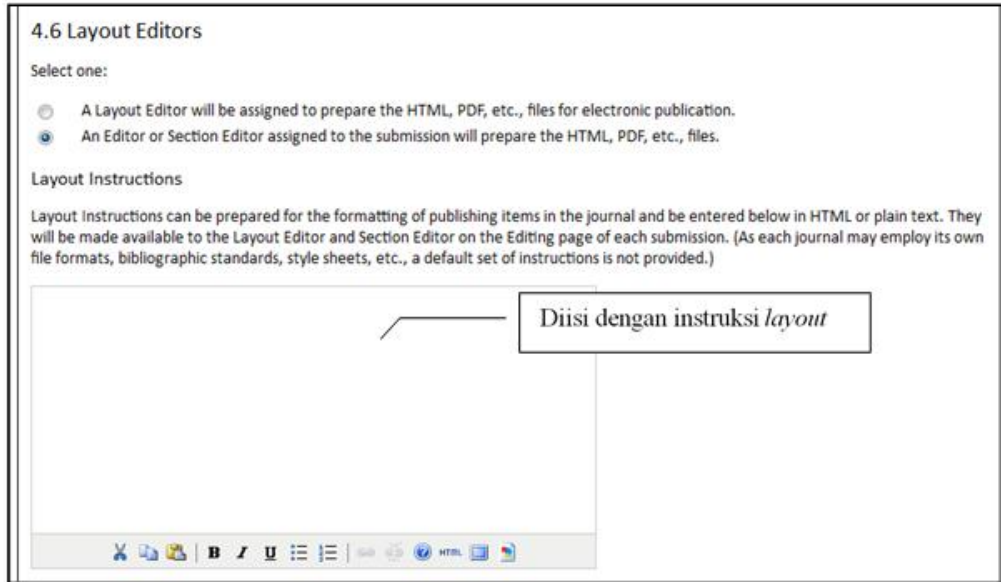 4.6 Layout Editors
Select one:
A Layout Editor will be assigned to prepare the HTML, PDF, etc., files for electronic publication.
An Editor or Section Editor assigned to the submission will prepare the HTML, PDF, etc., files.
Layout Instructions
Layout Instructions can be prepared for the formatting of publishing items in the journal and be entered below in HTML or plain text. They
will be made available to the Layout Editor and Section Editor on the Editing page of each submission. (As each journal may employ its own
file formats, bibliographic standards, style sheets, etc., a default set of instructions is not provided.)
Diisi dengan instruksi layout
B I U HTML